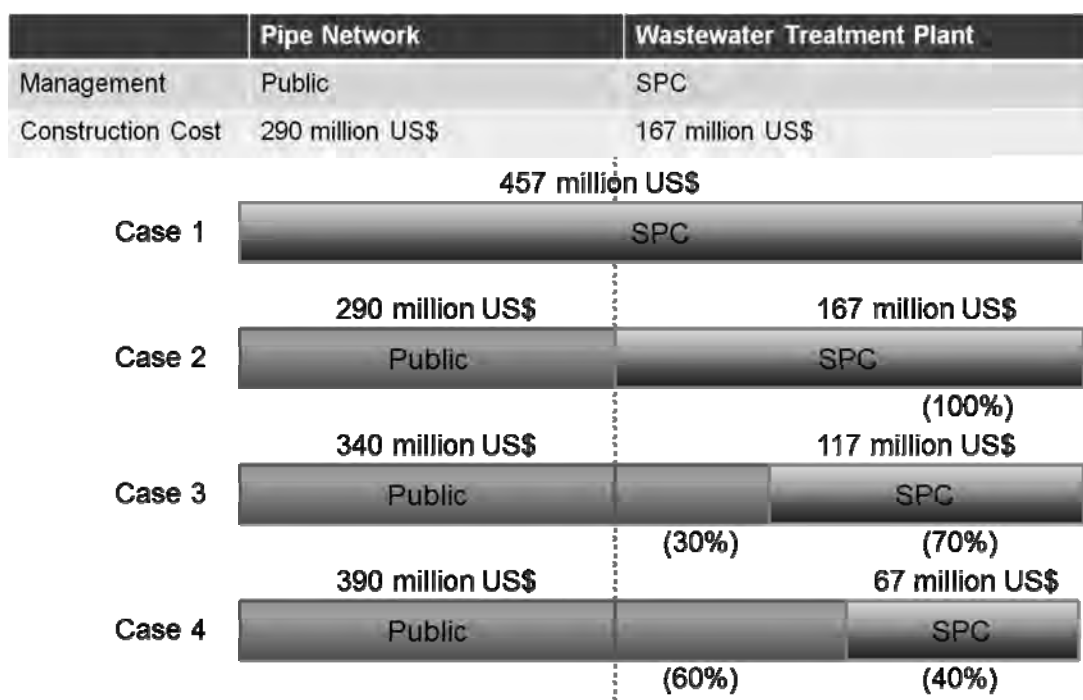 Pipe Network Wastewater Treatment Plant
Management Public SPC
Construction Cost 290 million US$ 167 million US$
457 million US$
Case 1 SPC
290 million US$ 167 million US$
Case 2 Public SPC
(100%)
340 million US$ 117 million US$
Case 3 Public SPC
(30%) (70%)
390 million US$ 67 million US$
Case 4 Public SPC
(60%) (40%)